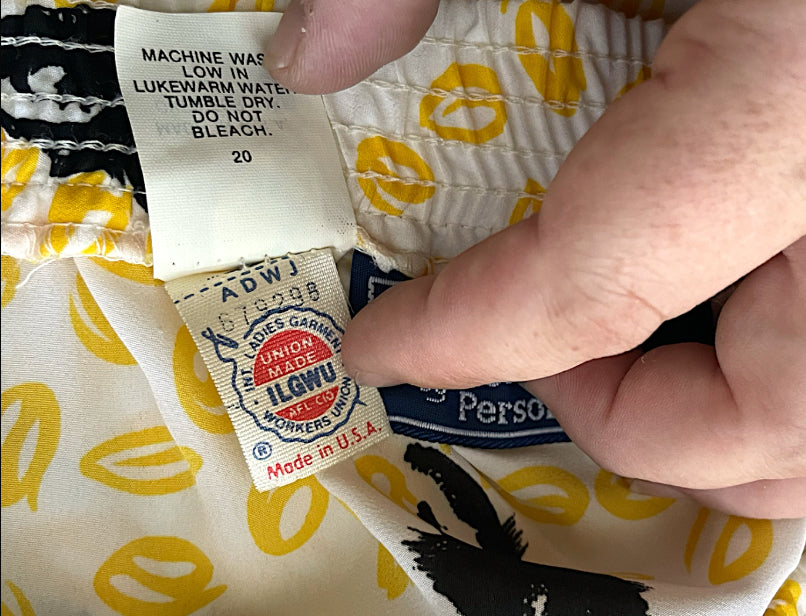 MACHINE WAS
LOW IN
LUKEWARM WATER
TUMBLE DRY.
DO NOT
BLEACH.
20
ADWJ
INT. LADIES GARMEN
UNION
MADE
ILGWU
AFL-CIO
WORKERS UNION
®
Made in U.S.A.
Perso